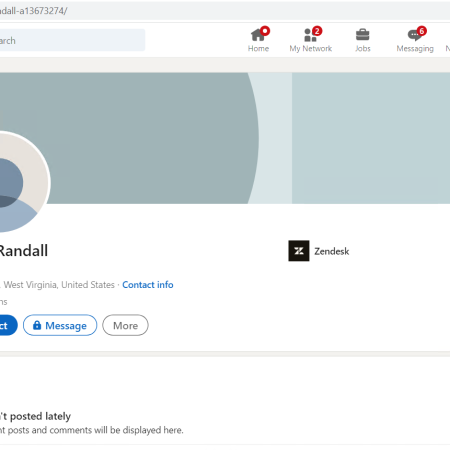 dall-a13673274/
arch
Home
2
My Network
Jobs
6
Messaging
N
Randall
Zendesk
, West Virginia, United States · Contact info
ns
ct
Message
More
't posted lately
nt posts and comments will be displayed here.